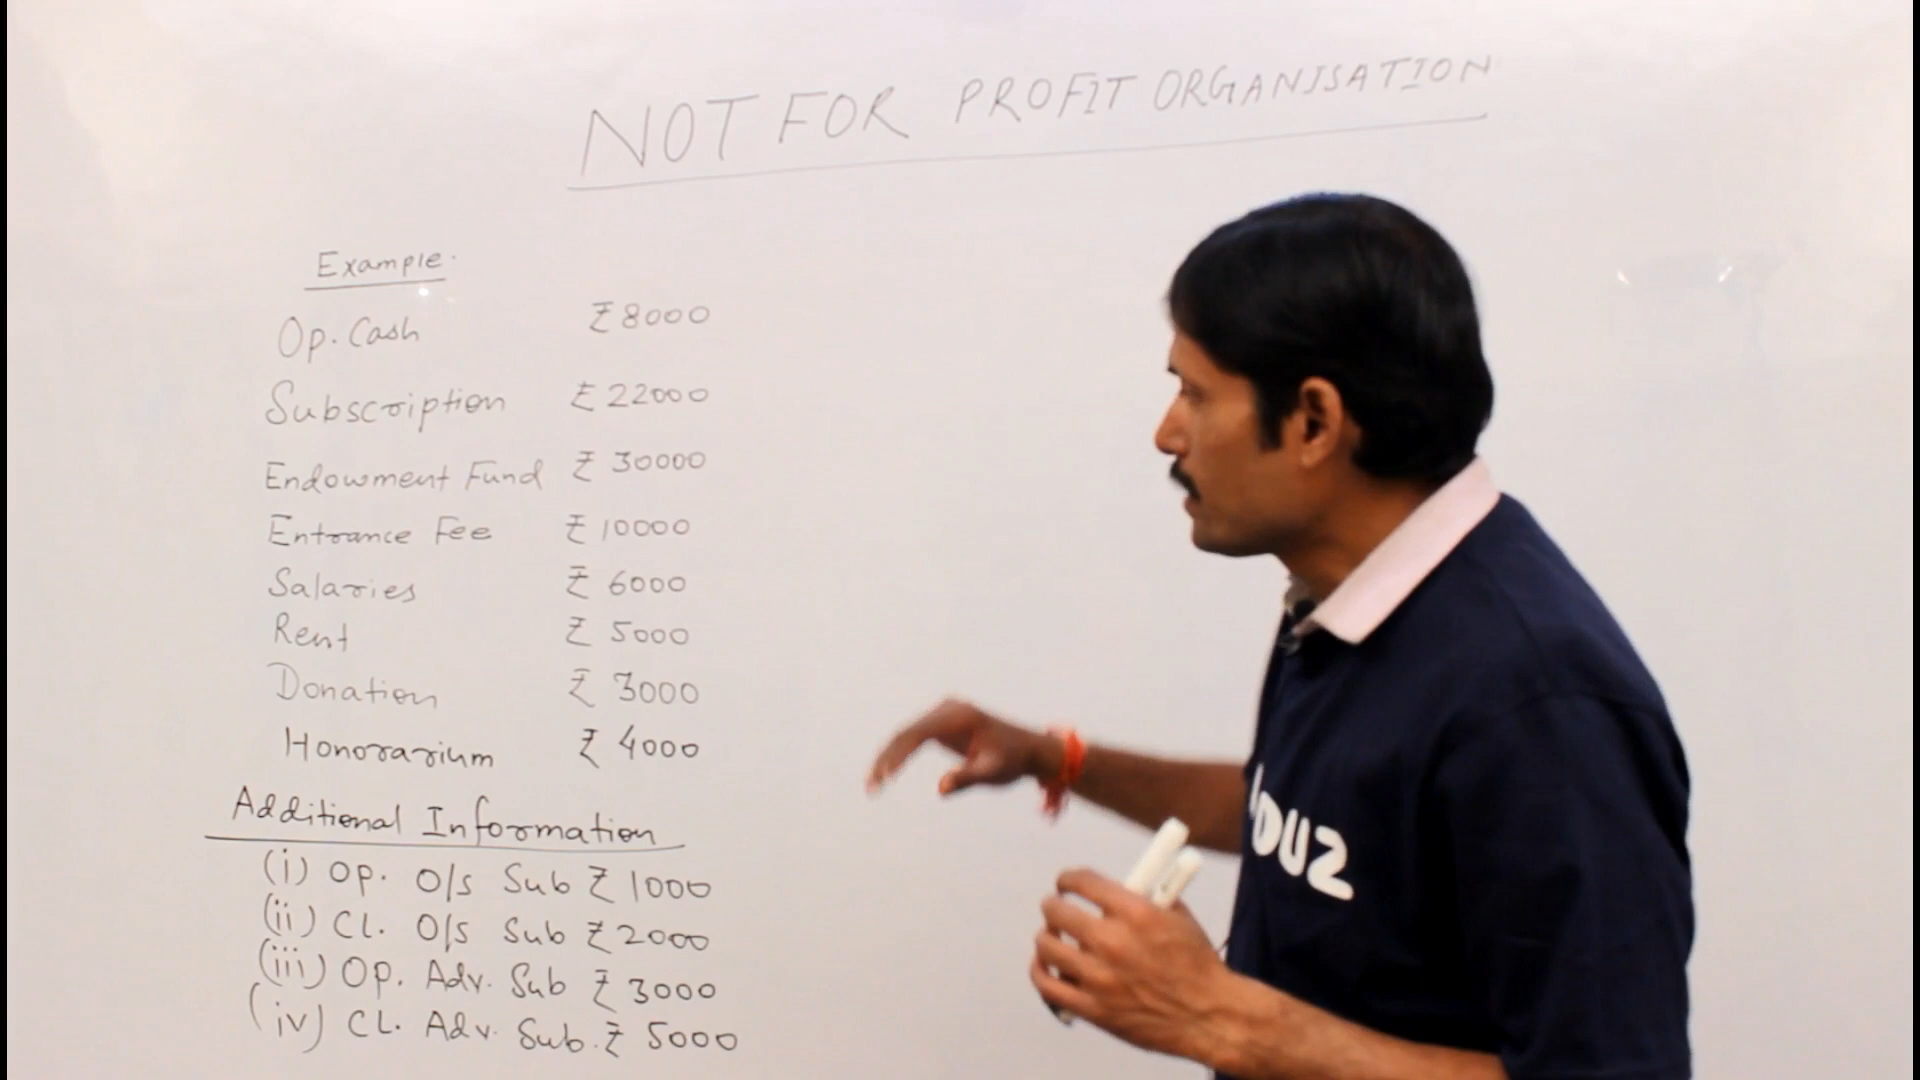 NOT FOR PROFIT ORGANISATION
Example.
Op. Cash ₹ 8000
Subscription ₹ 22000
Endowment Fund ₹ 30000
Entrance Fee ₹ 10000
Salaries ₹ 6000
Rent ₹ 5000
Donation ₹ 3000
Honorarium ₹ 4000
Additional Information
(i) Op. O/s Sub ₹ 1000
(ii) Cl. O/s Sub ₹ 2000
(iii) Op. Adv. Sub ₹ 3000
(iv) CL. Adv. Sub. ₹ 5000